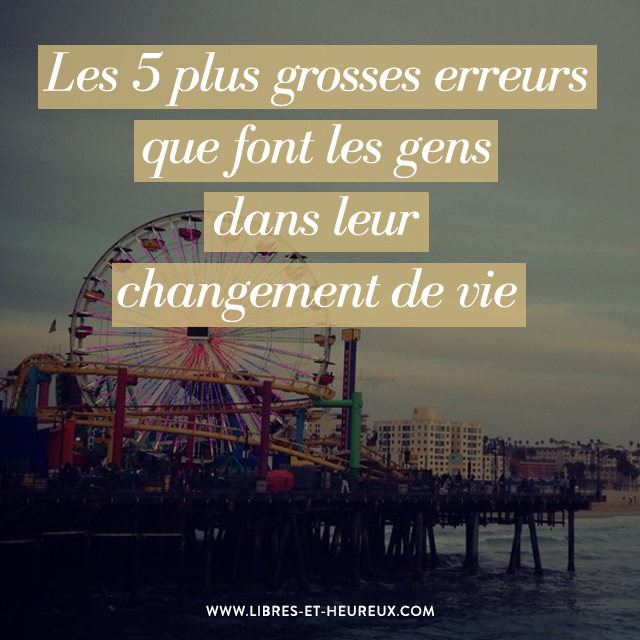 Les 5 plus grosses erreurs
que font les gens
dans leur
changement de vie
WWW.LIBRES-ET-HEUREUX.COM